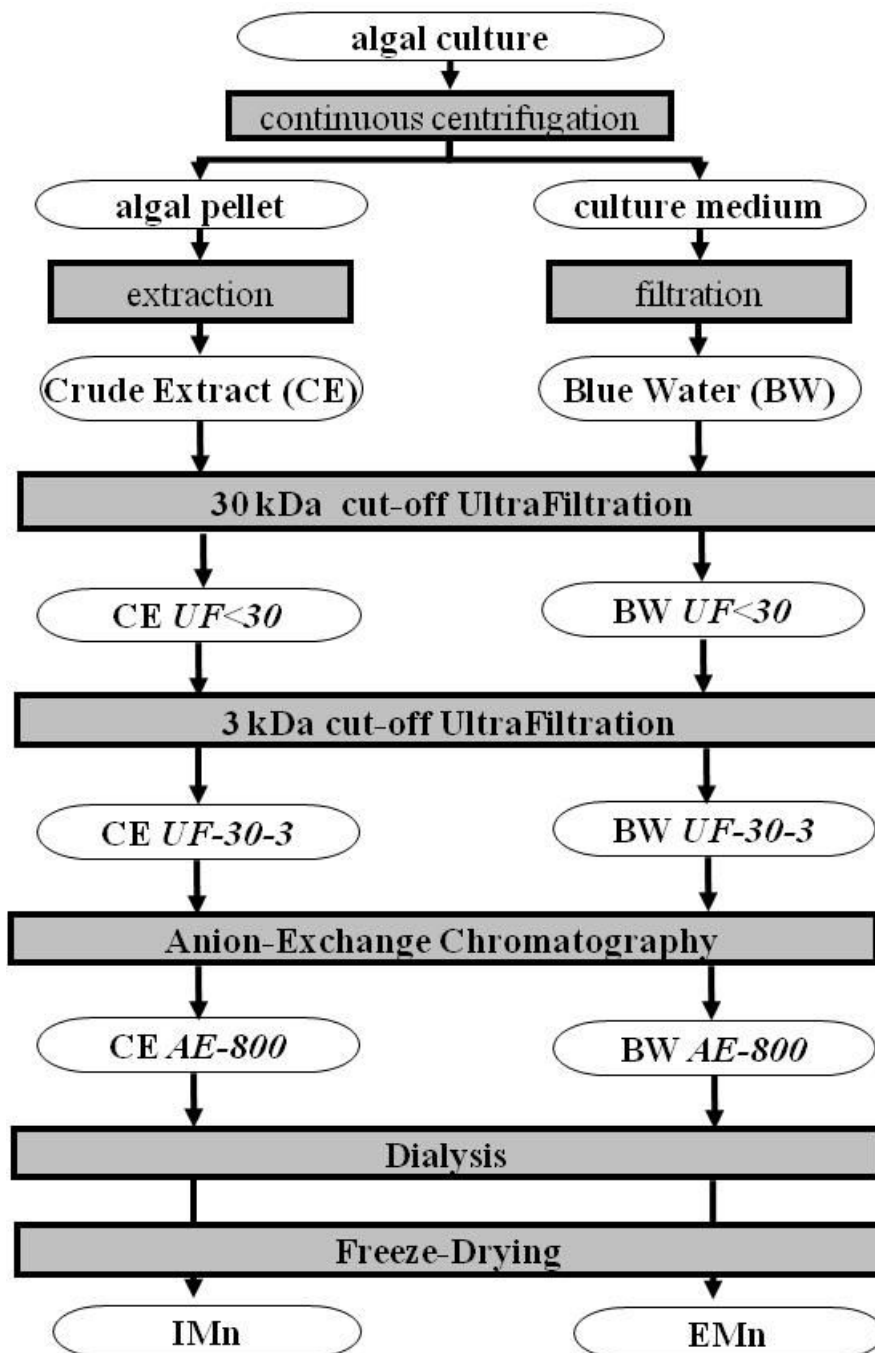 algal culture
continuous centrifugation
algal pellet
culture medium
extraction
filtration
Crude Extract (CE)
Blue Water (BW)
30 kDa cut-off UltraFiltration
CE UF<30
BW UF<30
3 kDa cut-off UltraFiltration
CE UF-30-3
BW UF-30-3
Anion-Exchange Chromatography
CE AE-800
BW AE-800
Dialysis
Freeze-Drying
IMn
EMn